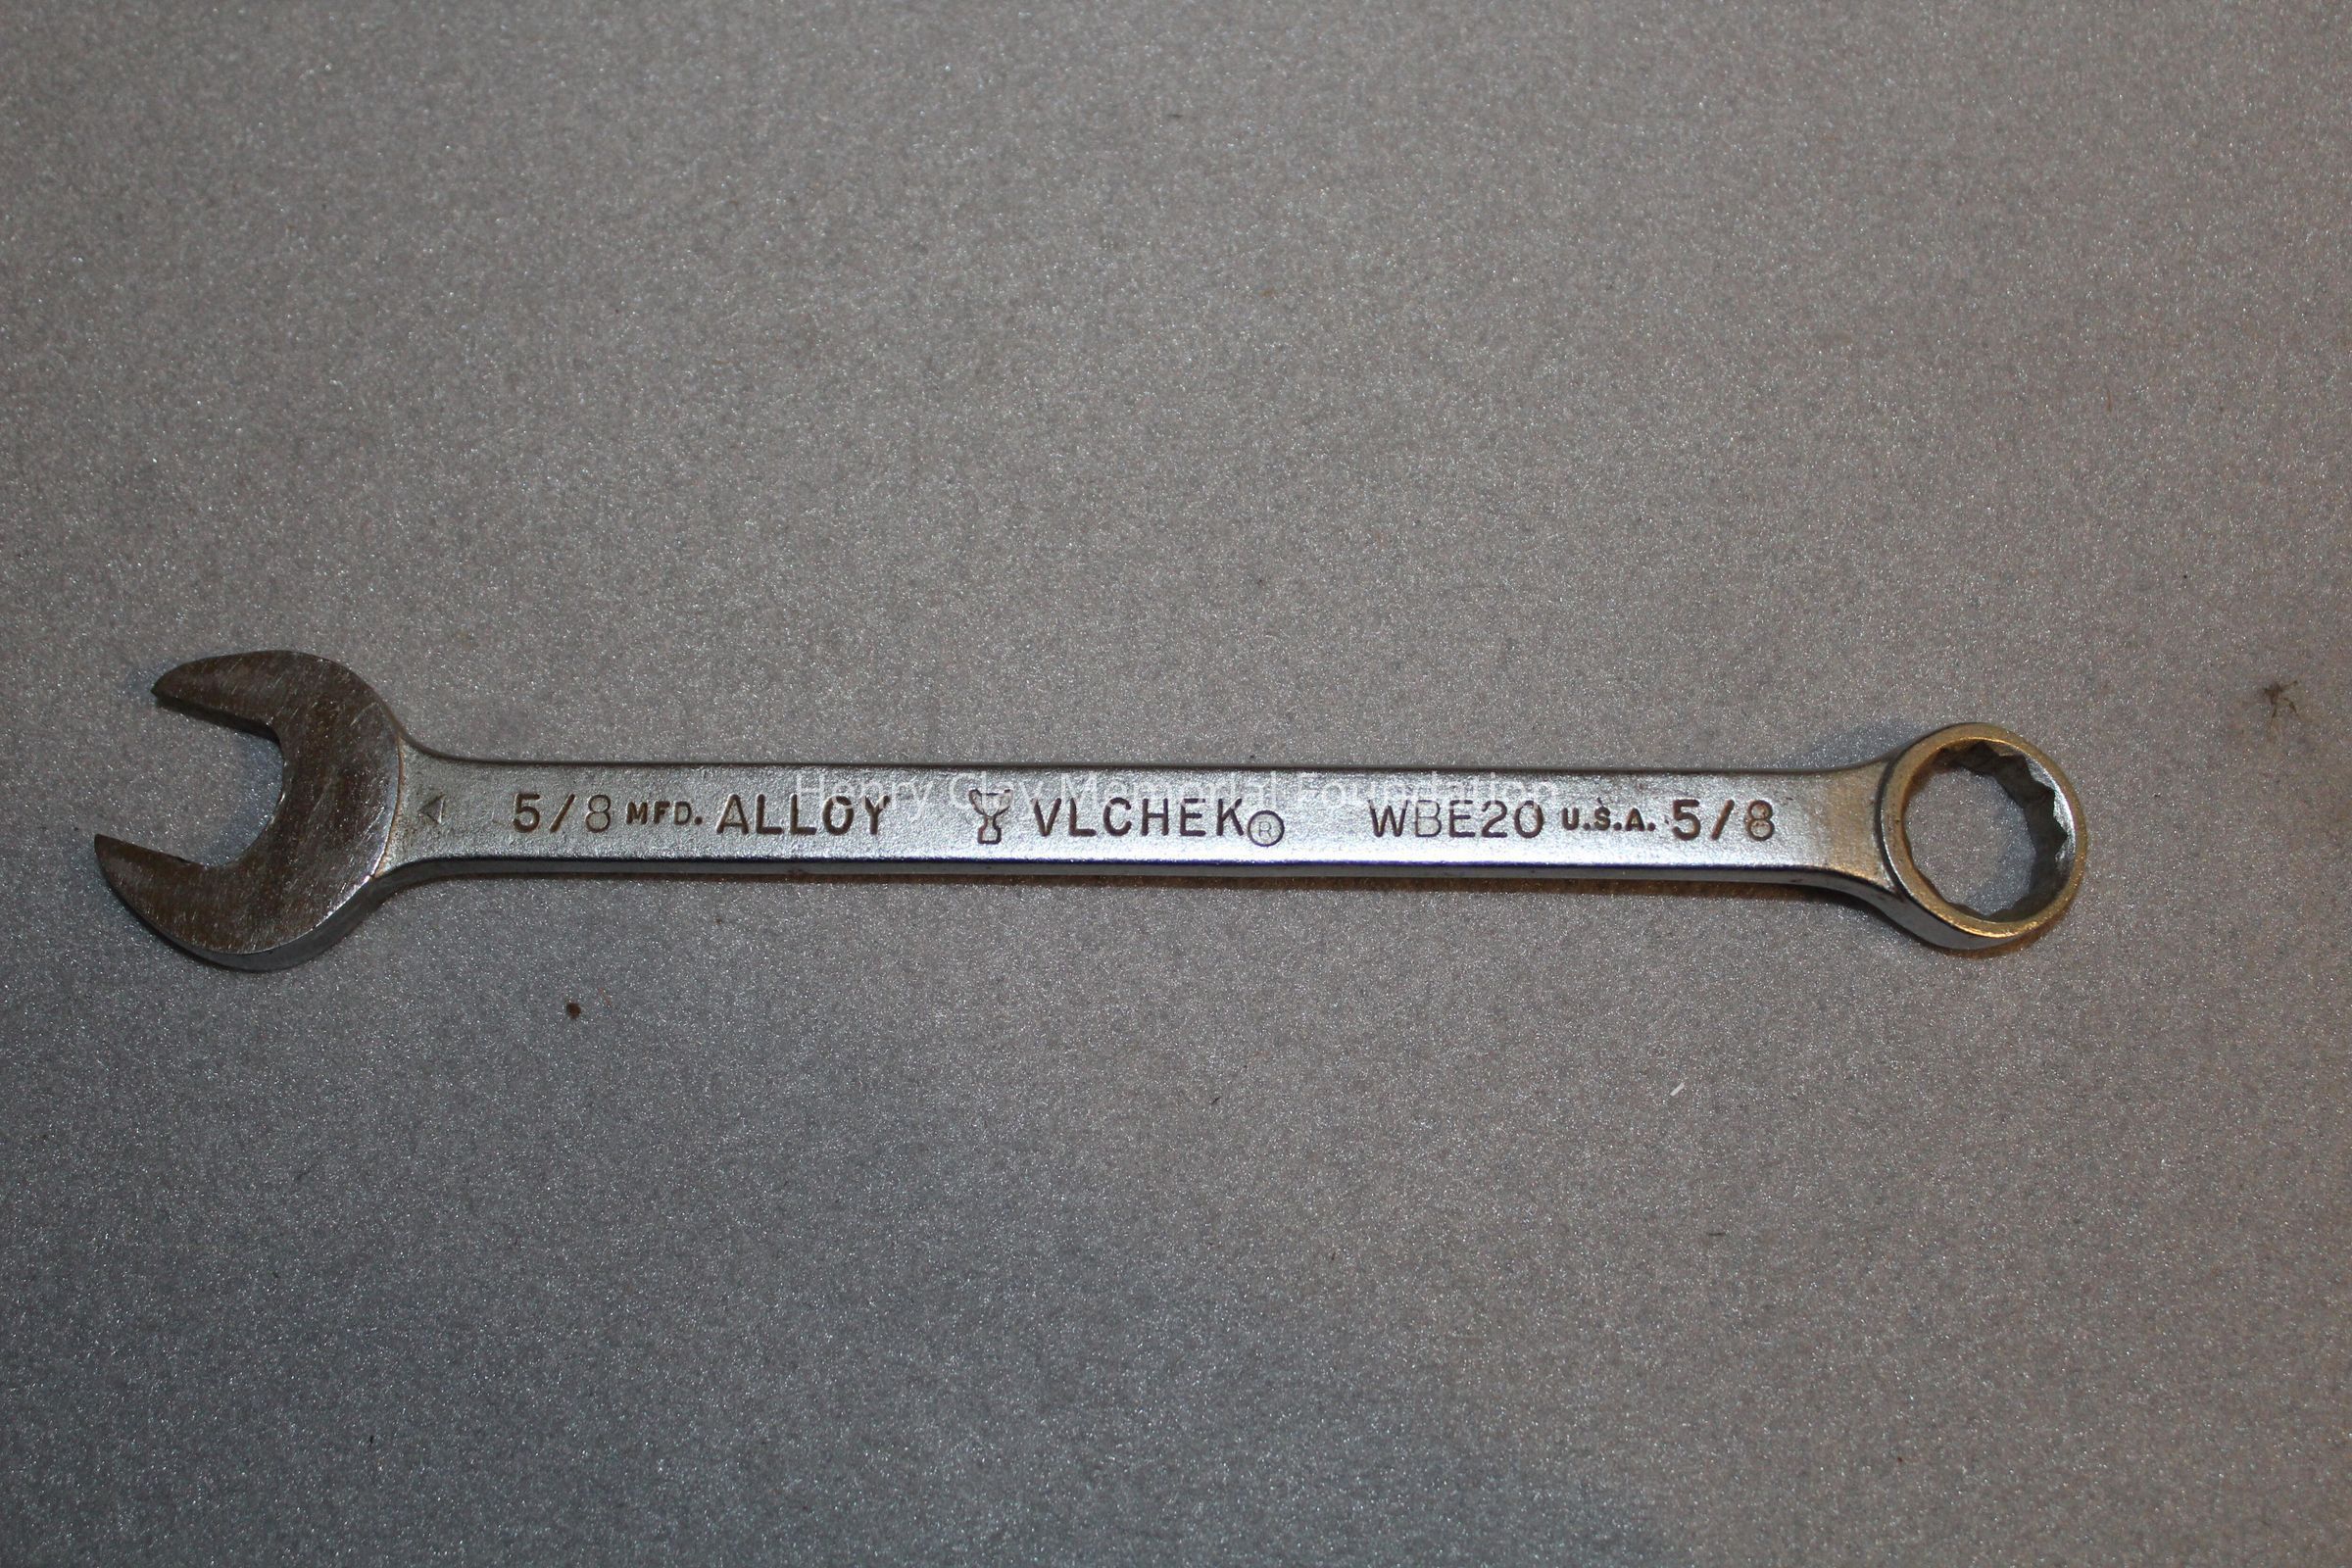 5/8 MFD. ALLOY VLCHEK® WBE20 U.S.A. 5/8
Henry Clay Memorial Foundation